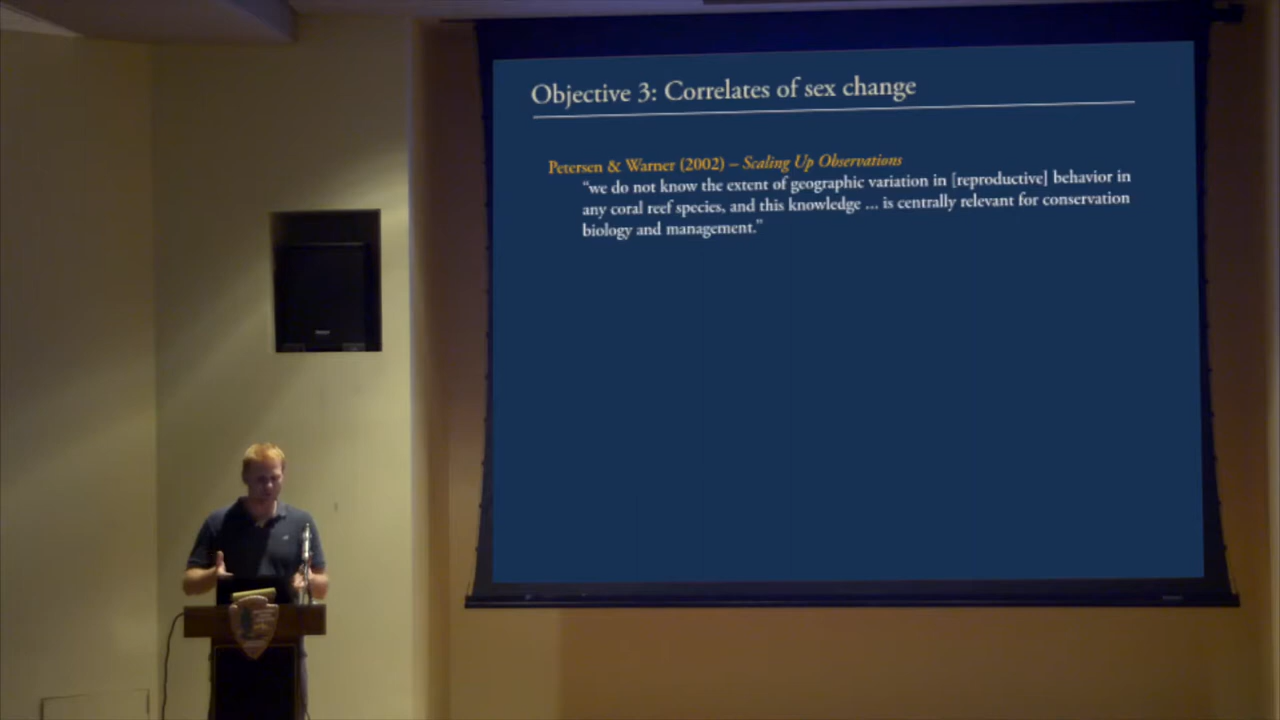 Objective 3: Correlates of sex change
Petersen & Warner (2002) – Scaling Up Observations
“we do not know the extent of geographic variation in [reproductive] behavior in
any coral reef species, and this knowledge ... is centrally relevant for conservation
biology and management.”